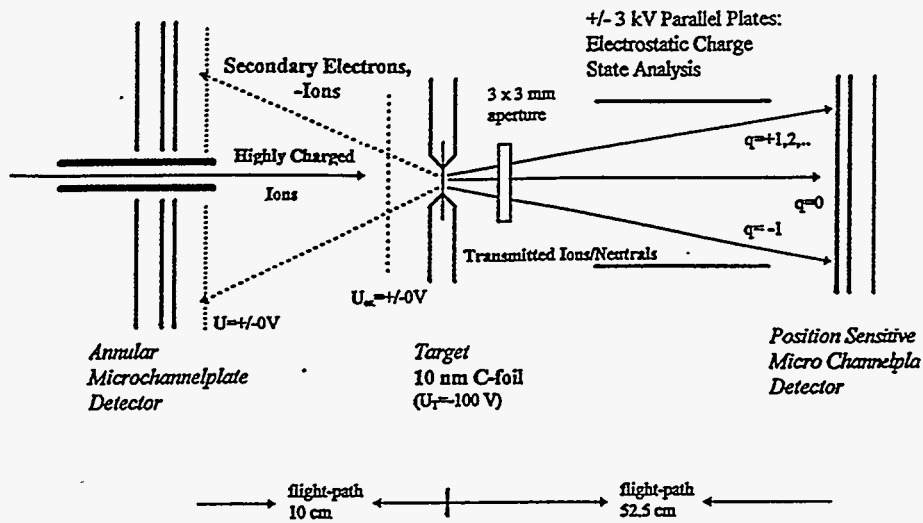 +/- 3 kV Parallel Plates:
Electrostatic Charge
State Analysis
Secondary Electrons,
-Ions
3 x 3 mm
aperture
Highly Charged
Ions
q=+1,2,..
q=0
q= -1
Transmitted Ions/Neutrals
U=+/-0V
=+/-0V
Annular
Microchannelplate
Detector
Target
10 nm C-foil
(U_T=-100 V)
Position Sensitive
Micro Channelpla
Detector
flight-path
10 cm
flight-path
52.5 cm